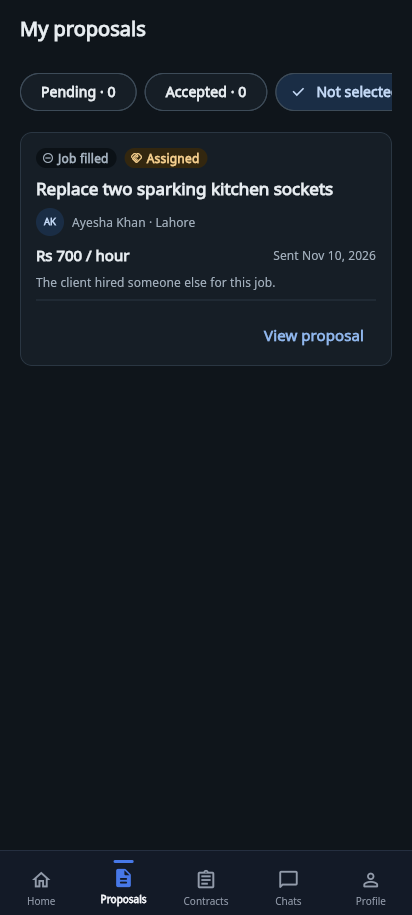 My proposals
Pending · 0 Accepted · 0 Not selected
Job filled Assigned
Replace two sparking kitchen sockets
AK Ayesha Khan · Lahore
Rs 700 / hour Sent Nov 10, 2026
The client hired someone else for this job.
View proposal
Home Proposals Contracts Chats Profile